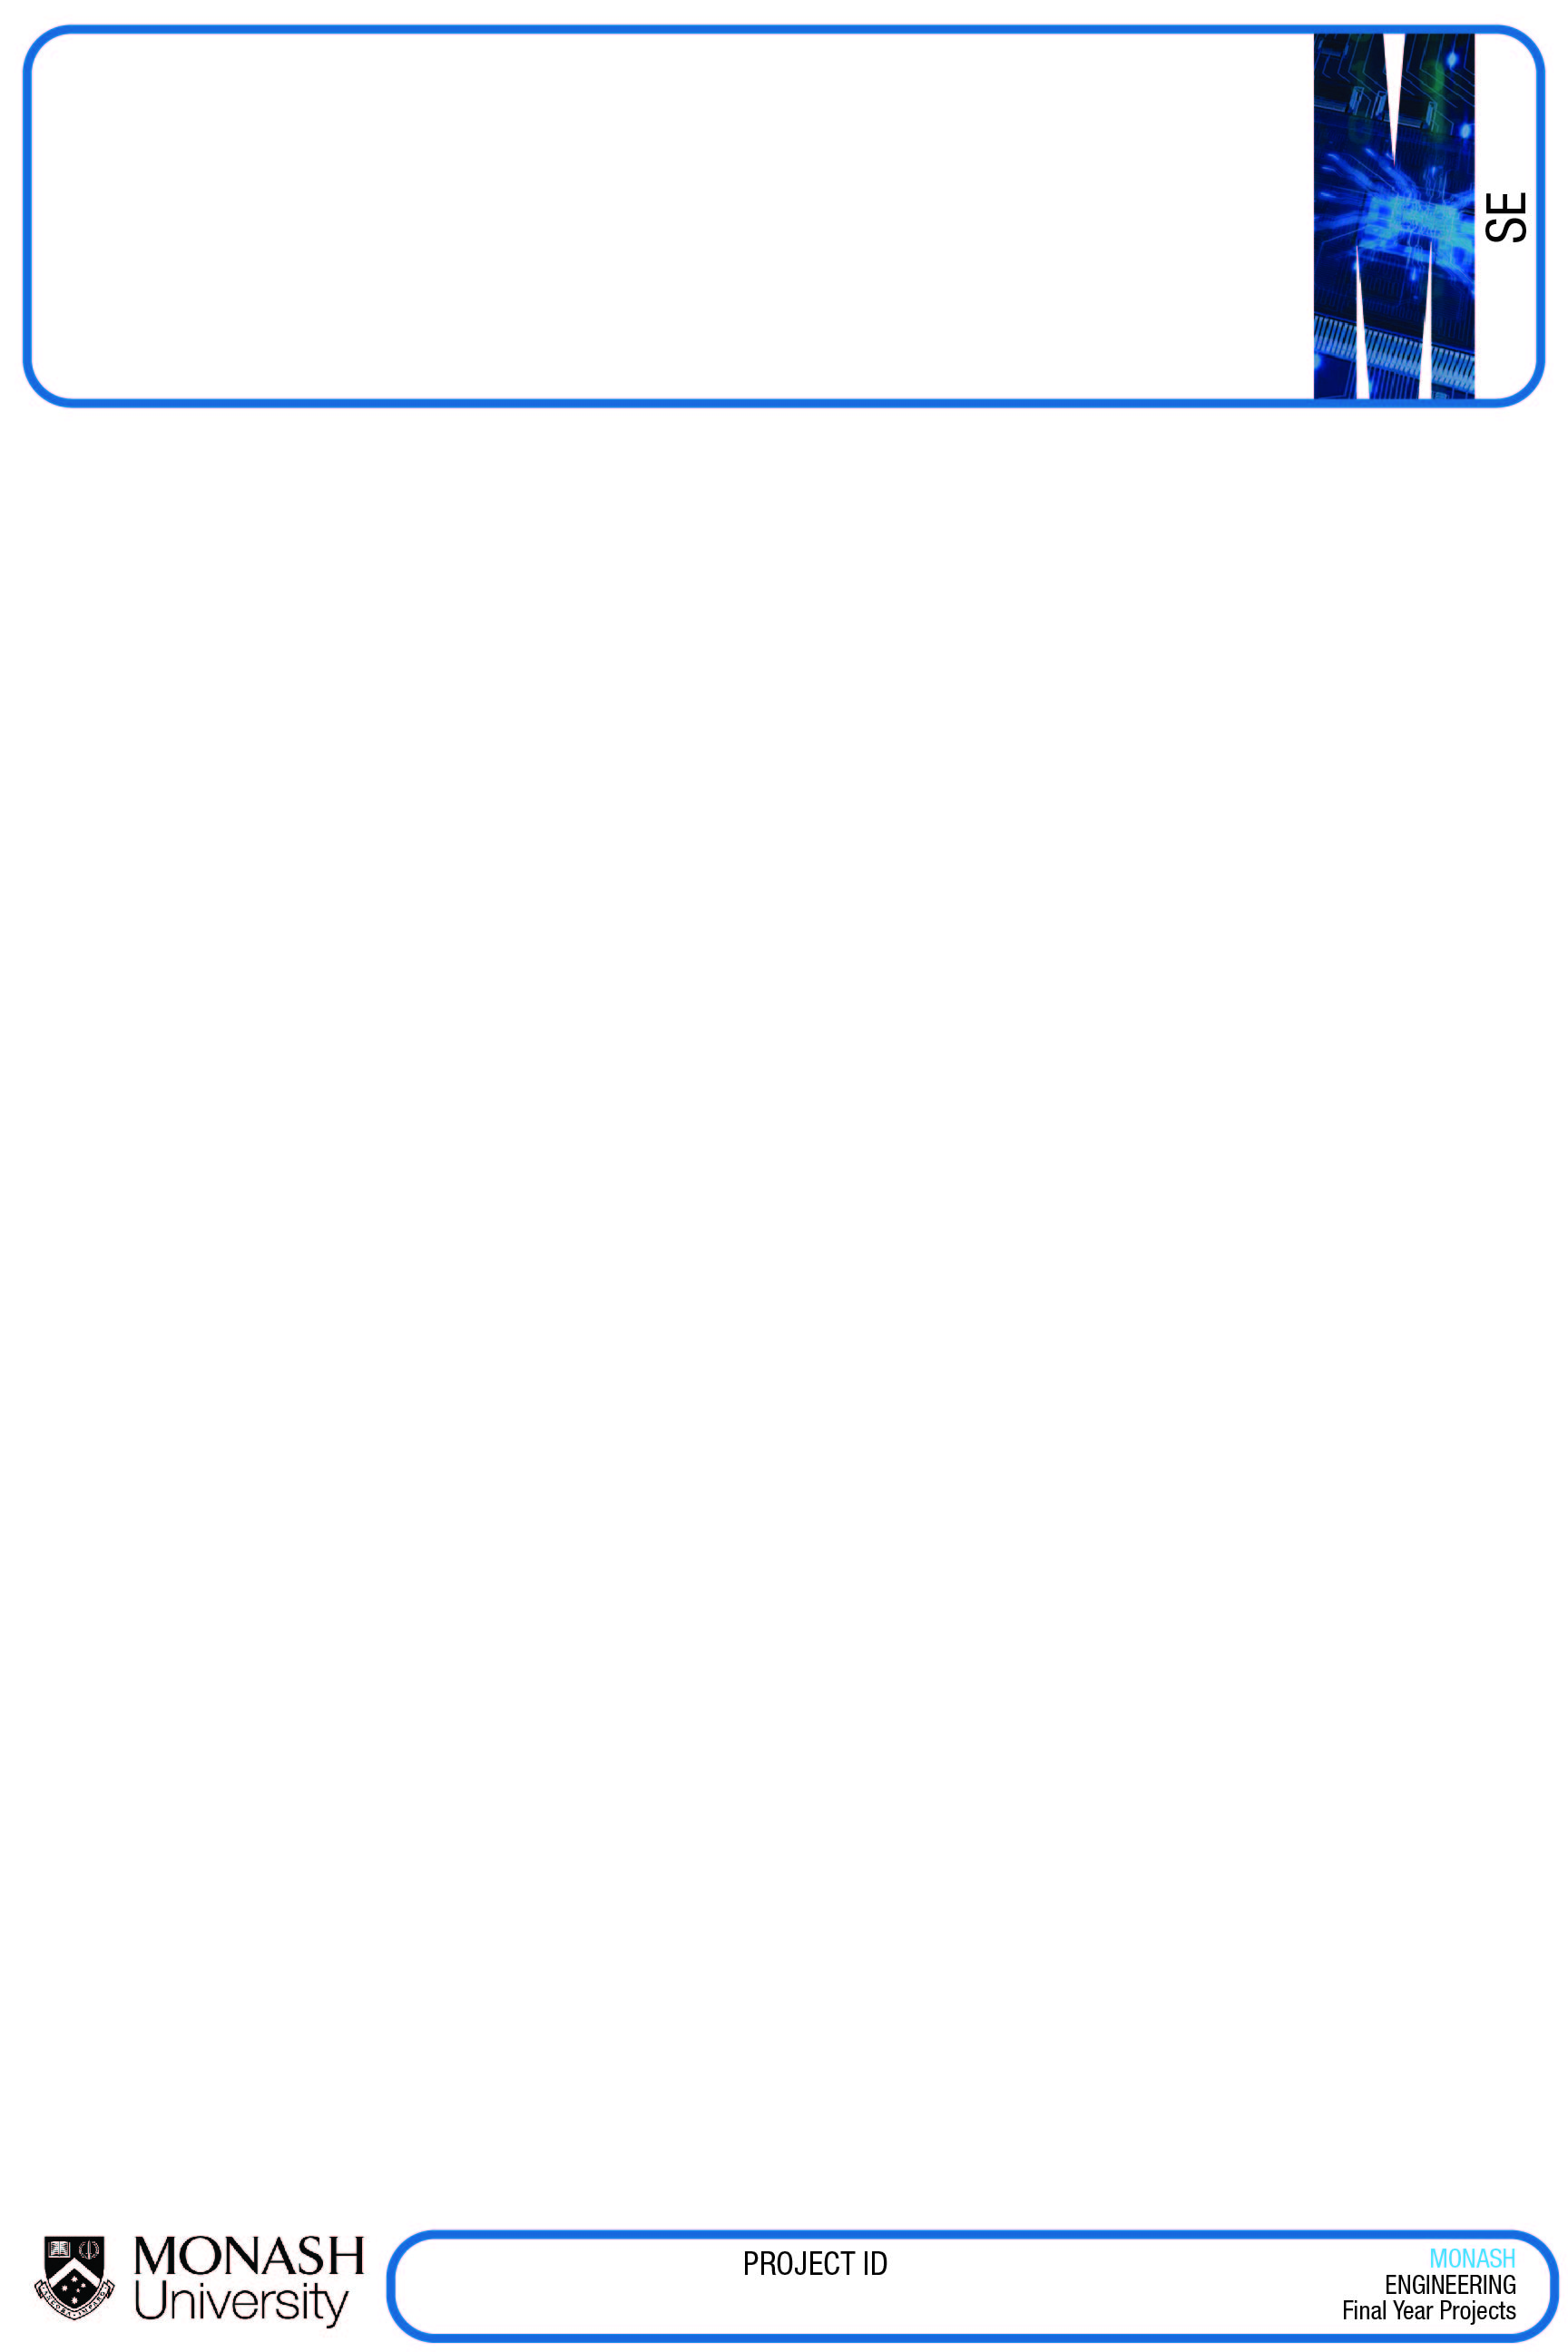 SE
MONASH
University
PROJECT ID
MONASH
ENGINEERING
Final Year Projects